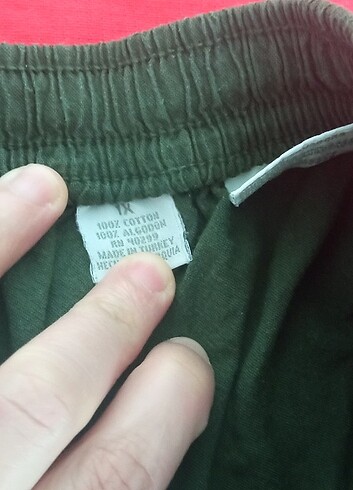 1X
100% COTTON
100% ALGODON
RN 40299
MADE IN TURKEY